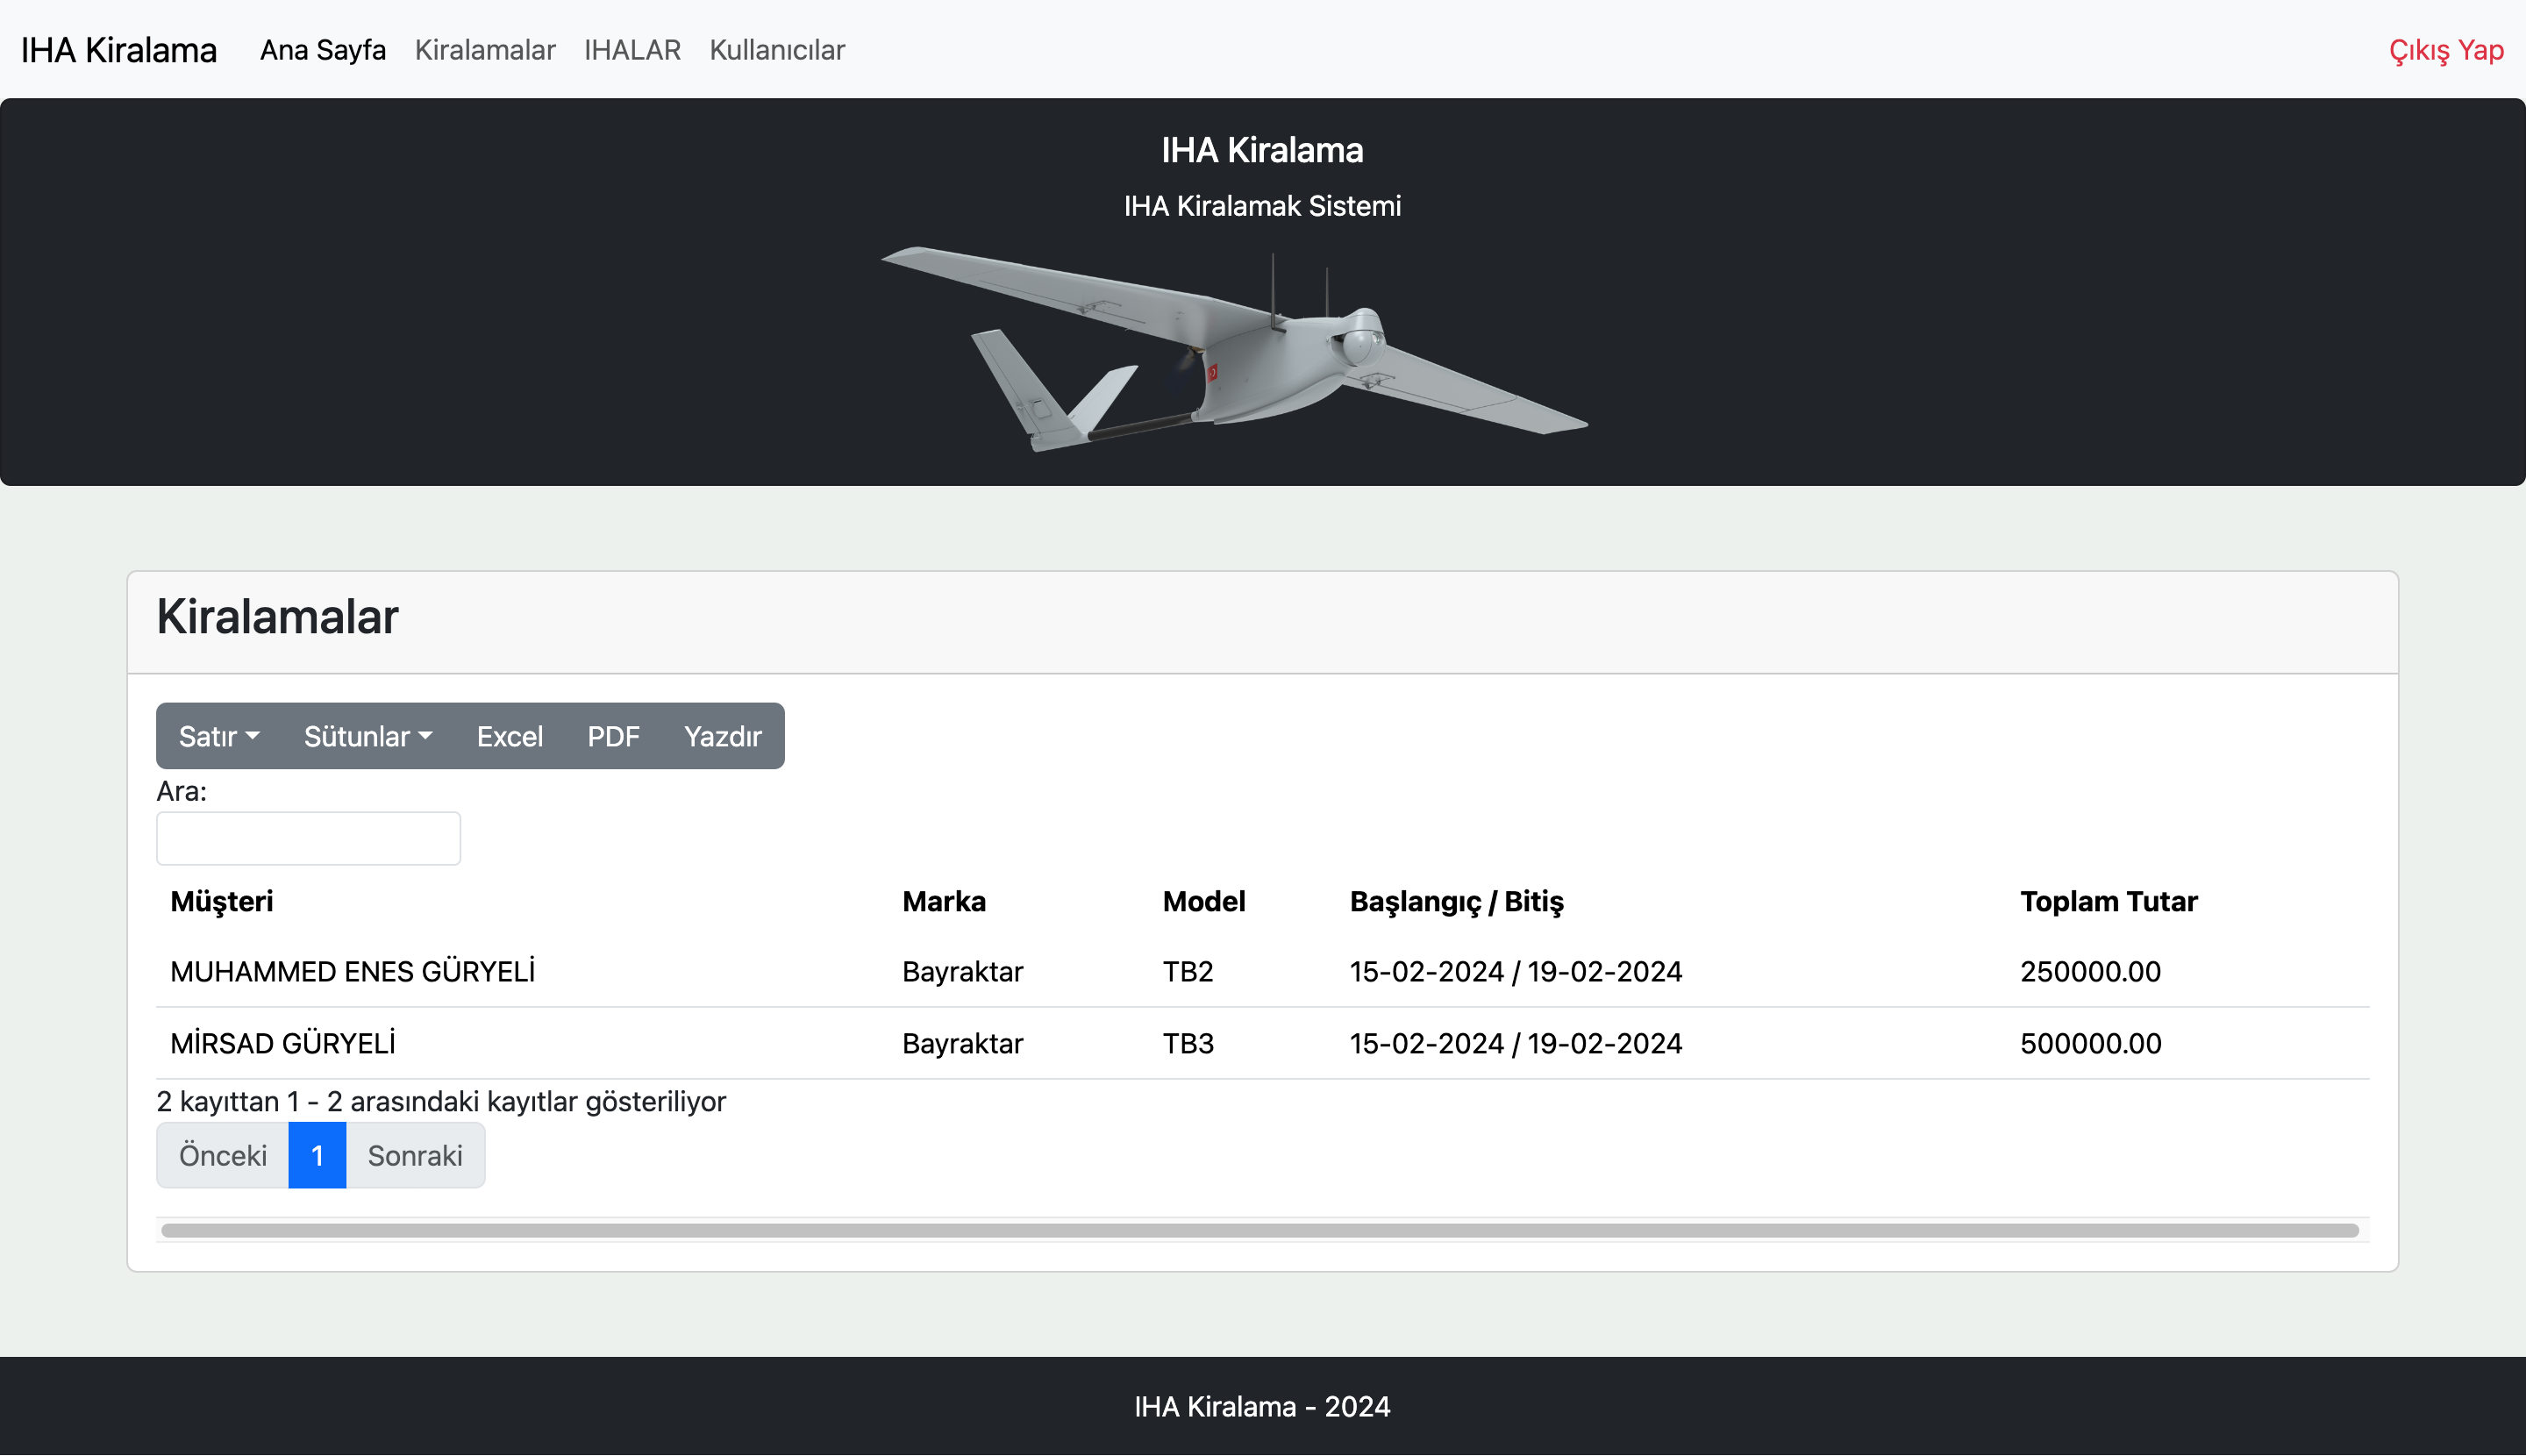 IHA Kiralama Ana Sayfa Kiralamalar IHALAR Kullanıcılar Çıkış Yap
IHA Kiralama
IHA Kiralamak Sistemi
Kiralamalar
Satır Sütunlar Excel PDF Yazdır
Ara:
Müşteri Marka Model Başlangıç / Bitiş Toplam Tutar
MUHAMMED ENES GÜRYELİ Bayraktar TB2 15-02-2024 / 19-02-2024 250000.00
MİRSAD GÜRYELİ Bayraktar TB3 15-02-2024 / 19-02-2024 500000.00
2 kayıttan 1 - 2 arasındaki kayıtlar gösteriliyor
Önceki 1 Sonraki
IHA Kiralama - 2024